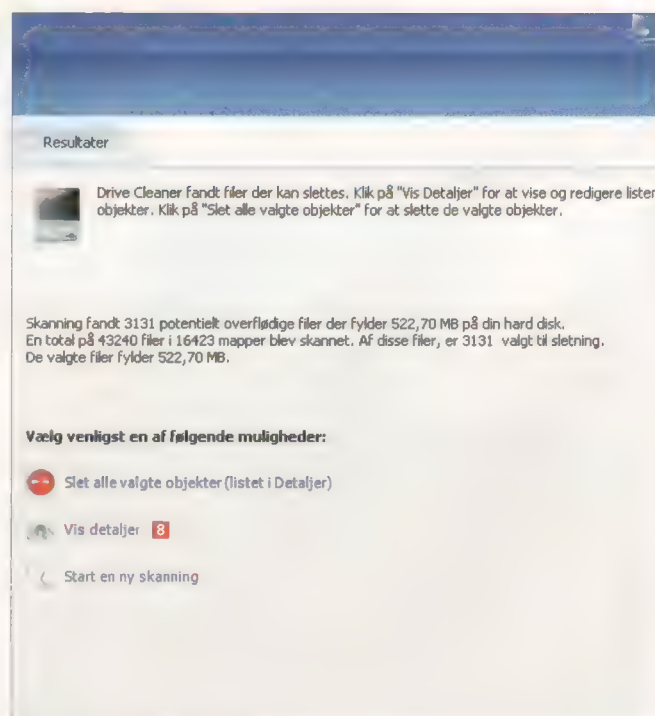 Resultater
Drive Cleaner fandt filer der kan slettes. Klik på "Vis Detaljer" for at vise og redigere listen
objekter. Klik på "Slet alle valgte objekter" for at slette de valgte objekter.
Skanning fandt 3131 potentielt overflødige filer der fylder 522,70 MB på din hard disk.
En total på 43240 filer i 16423 mapper blev skannet. Af disse filer, er 3131 valgt til sletning.
De valgte filer fylder 522,70 MB.
Vælg venligst en af følgende muligheder:
Slet alle valgte objekter (listet i Detaljer)
Vis detaljer 8
Start en ny skanning